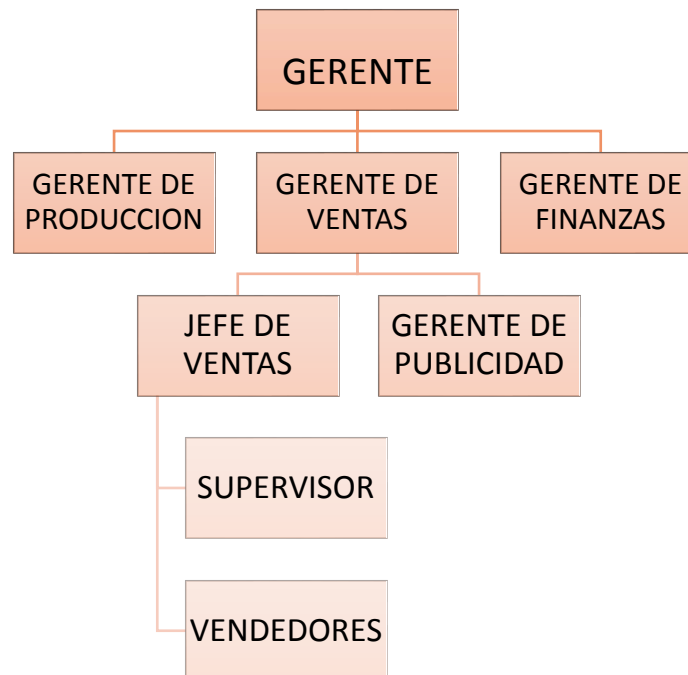 GERENTE
GERENTE DE
PRODUCCION
GERENTE DE
VENTAS
GERENTE DE
FINANZAS
JEFE DE
VENTAS
GERENTE DE
PUBLICIDAD
SUPERVISOR
VENDEDORES